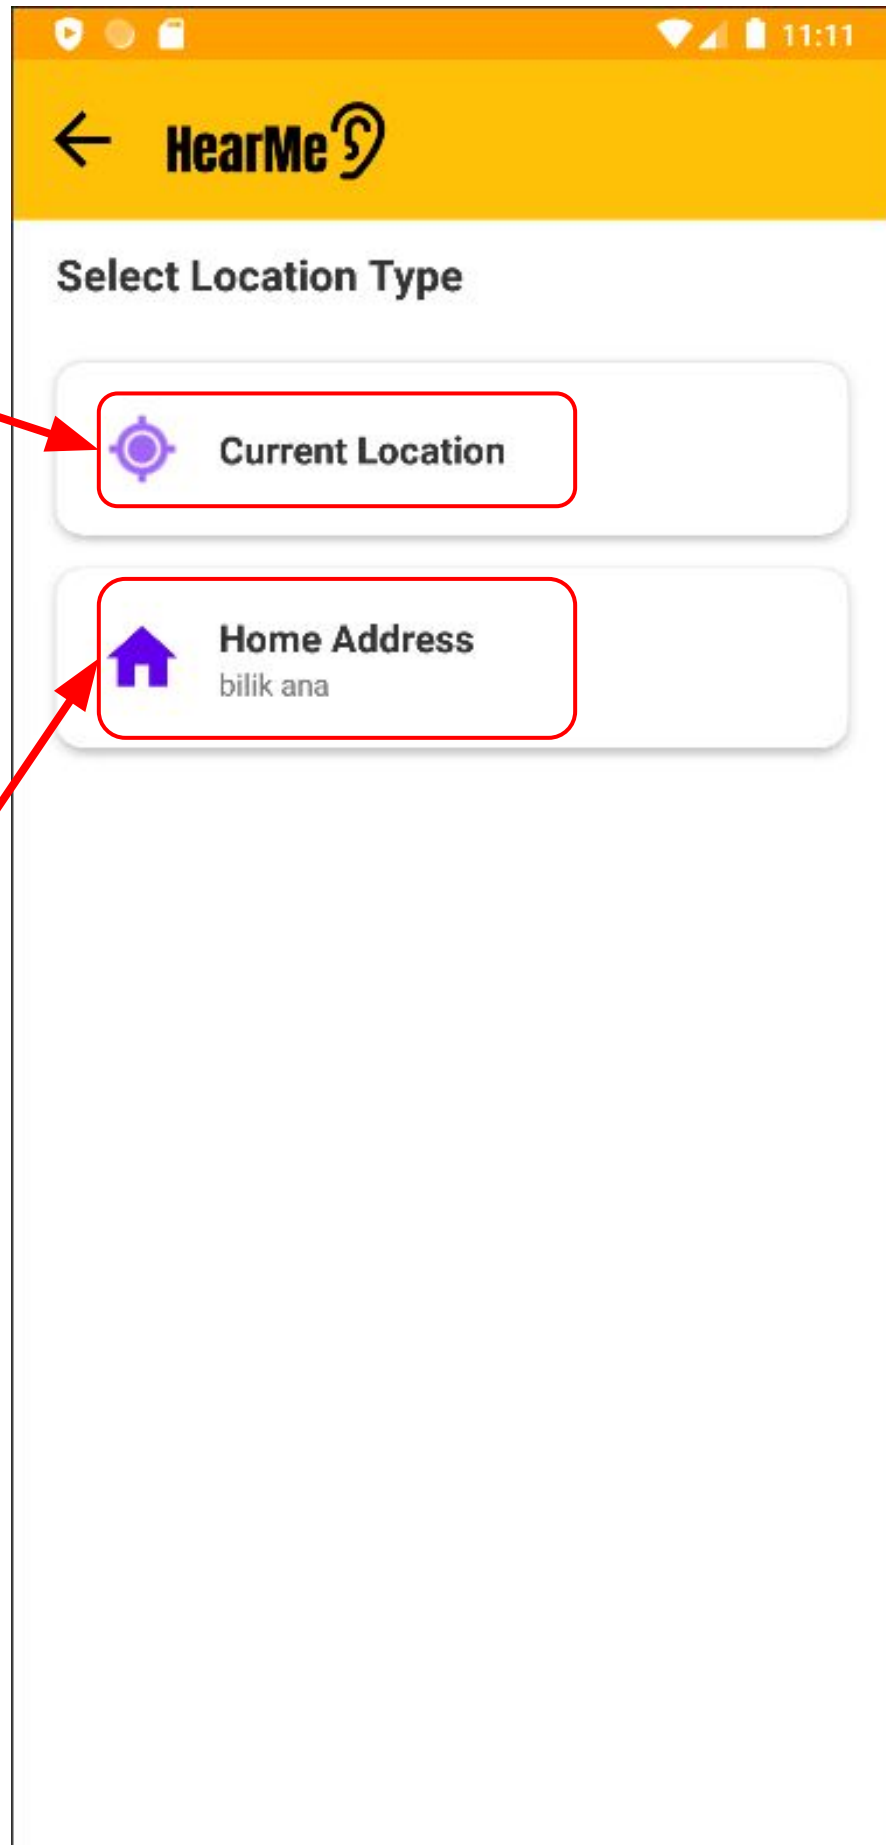 11:11
HearMe
Select Location Type
Current Location
Home Address
bilik ana